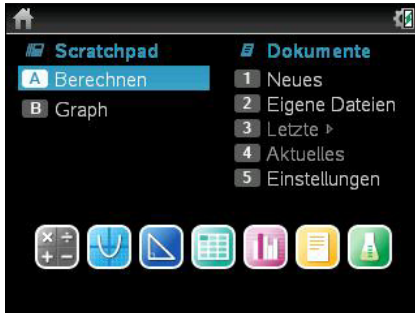 Scratchpad
A Berechnen
B Graph
Dokumente
1 Neues
2 Eigene Dateien
3 Letzte ▹
4 Aktuelles
5 Einstellungen